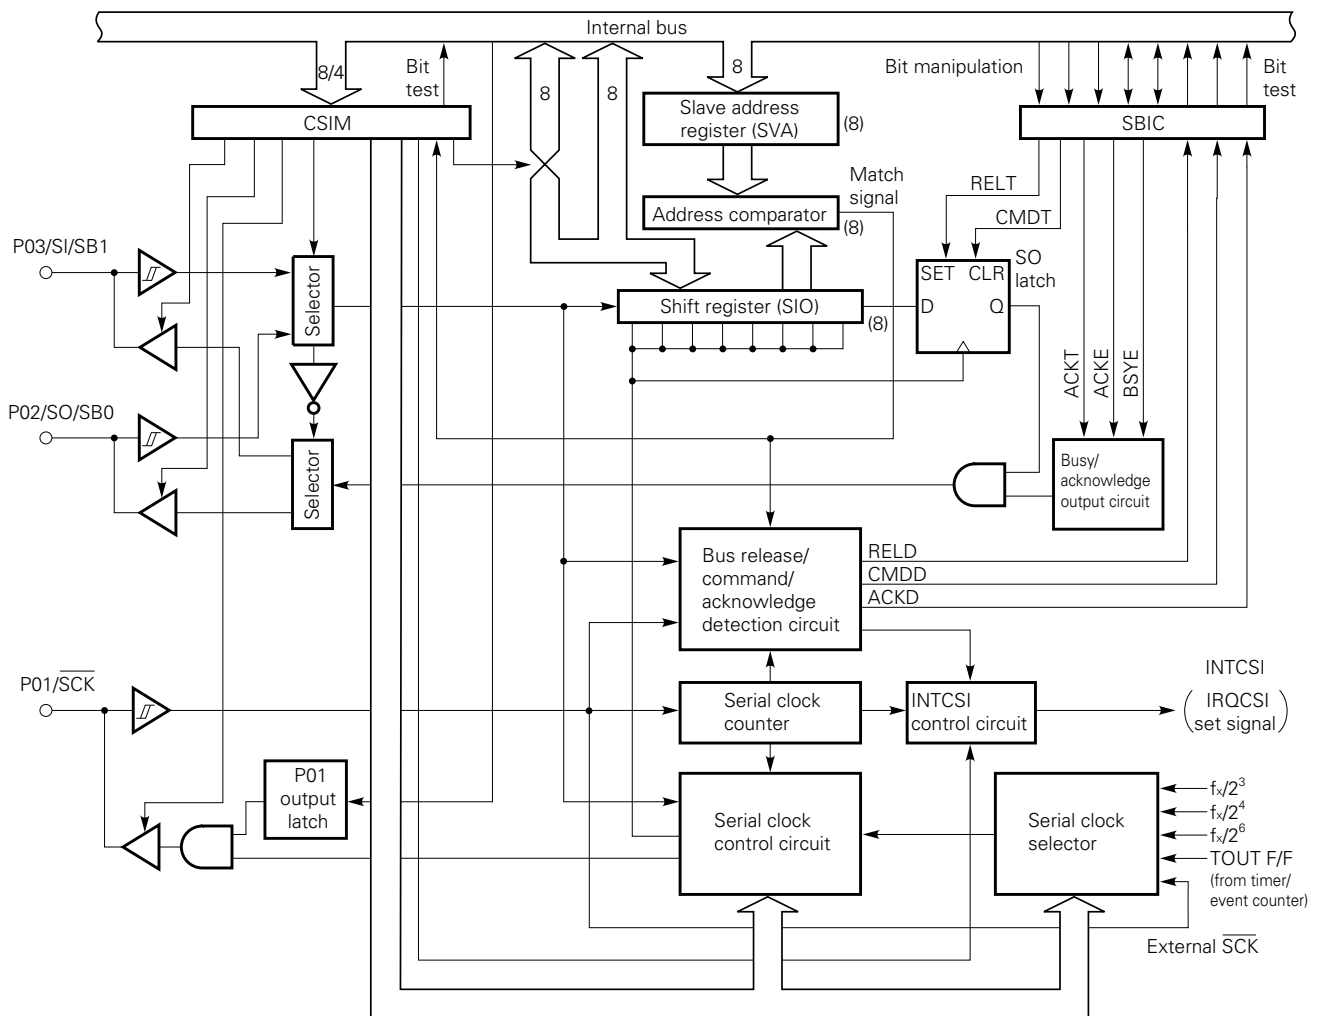 Internal bus
8/4
Bit
test
8
8
8
Bit manipulation
Bit
test
CSIM
Slave address
register (SVA)
(8)
SBIC
Match
signal
RELT
Address comparator
(8)
CMDT
P03/SI/SB1
Selector
SET CLR
SO
latch
D Q
Shift register (SIO)
(8)
ACKT
ACKE
BSYE
P02/SO/SB0
Selector
Busy/
acknowledge
output circuit
Bus release/
command/
acknowledge
detection circuit
RELD
CMDD
ACKD
P01/S̅C̅K̅
Serial clock
counter
INTCSI
control circuit
INTCSI
(IRQCSI
set signal)
P01
output
latch
Serial clock
control circuit
Serial clock
selector
fx/2³
fx/2⁴
fx/2⁶
TOUT F/F
(from timer/
event counter)
External S̅C̅K̅